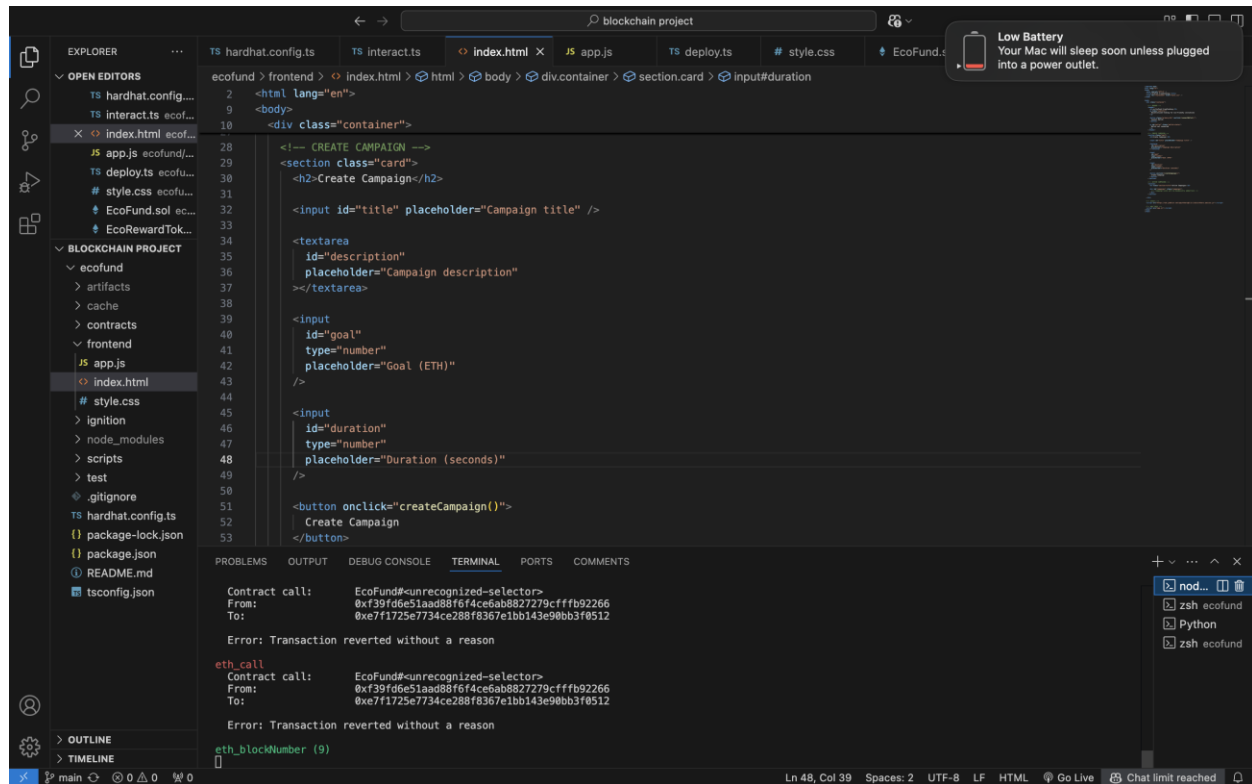 blockchain project
Low Battery
Your Mac will sleep soon unless plugged
into a power outlet.
EXPLORER
TS hardhat.config.ts
TS interact.ts
<> index.html
JS app.js
TS deploy.ts
# style.css
EcoFund.s
OPEN EDITORS
TS hardhat.config....
TS interact.ts ecof...
<> index.html ecof...
JS app.js ecofund/...
TS deploy.ts ecofu...
# style.css ecofu...
EcoFund.sol ec...
EcoRewardTok...
BLOCKCHAIN PROJECT
ecofund
artifacts
cache
contracts
frontend
JS app.js
<> index.html
# style.css
ignition
node_modules
scripts
test
.gitignore
TS hardhat.config.ts
{} package-lock.json
{} package.json
README.md
tsconfig.json
OUTLINE
TIMELINE
ecofund > frontend > <> index.html > html > body > div.container > section.card > input#duration
2 <html lang="en">
9 <body>
10 <div class="container">
28 <!-- CREATE CAMPAIGN -->
29 <section class="card">
30 <h2>Create Campaign</h2>
31
32 <input id="title" placeholder="Campaign title" />
33
34 <textarea
35 id="description"
36 placeholder="Campaign description"
37 ></textarea>
38
39 <input
40 id="goal"
41 type="number"
42 placeholder="Goal (ETH)"
43 />
44
45 <input
46 id="duration"
47 type="number"
48 placeholder="Duration (seconds)"
49 />
50
51 <button onclick="createCampaign()">
52 Create Campaign
53 </button>
PROBLEMS OUTPUT DEBUG CONSOLE TERMINAL PORTS COMMENTS
Contract call: EcoFund#<unrecognized-selector>
From: 0xf39fd6e51aad88f6f4ce6ab8827279cfffb92266
To: 0xe7f1725e7734ce288f8367e1bb143e90bb3f0512
Error: Transaction reverted without a reason
eth_call
Contract call: EcoFund#<unrecognized-selector>
From: 0xf39fd6e51aad88f6f4ce6ab8827279cfffb92266
To: 0xe7f1725e7734ce288f8367e1bb143e90bb3f0512
Error: Transaction reverted without a reason
eth_blockNumber (9)
nod...
zsh ecofund
Python
zsh ecofund
main 0 0 0
Ln 48, Col 39 Spaces: 2 UTF-8 LF HTML Go Live Chat limit reached